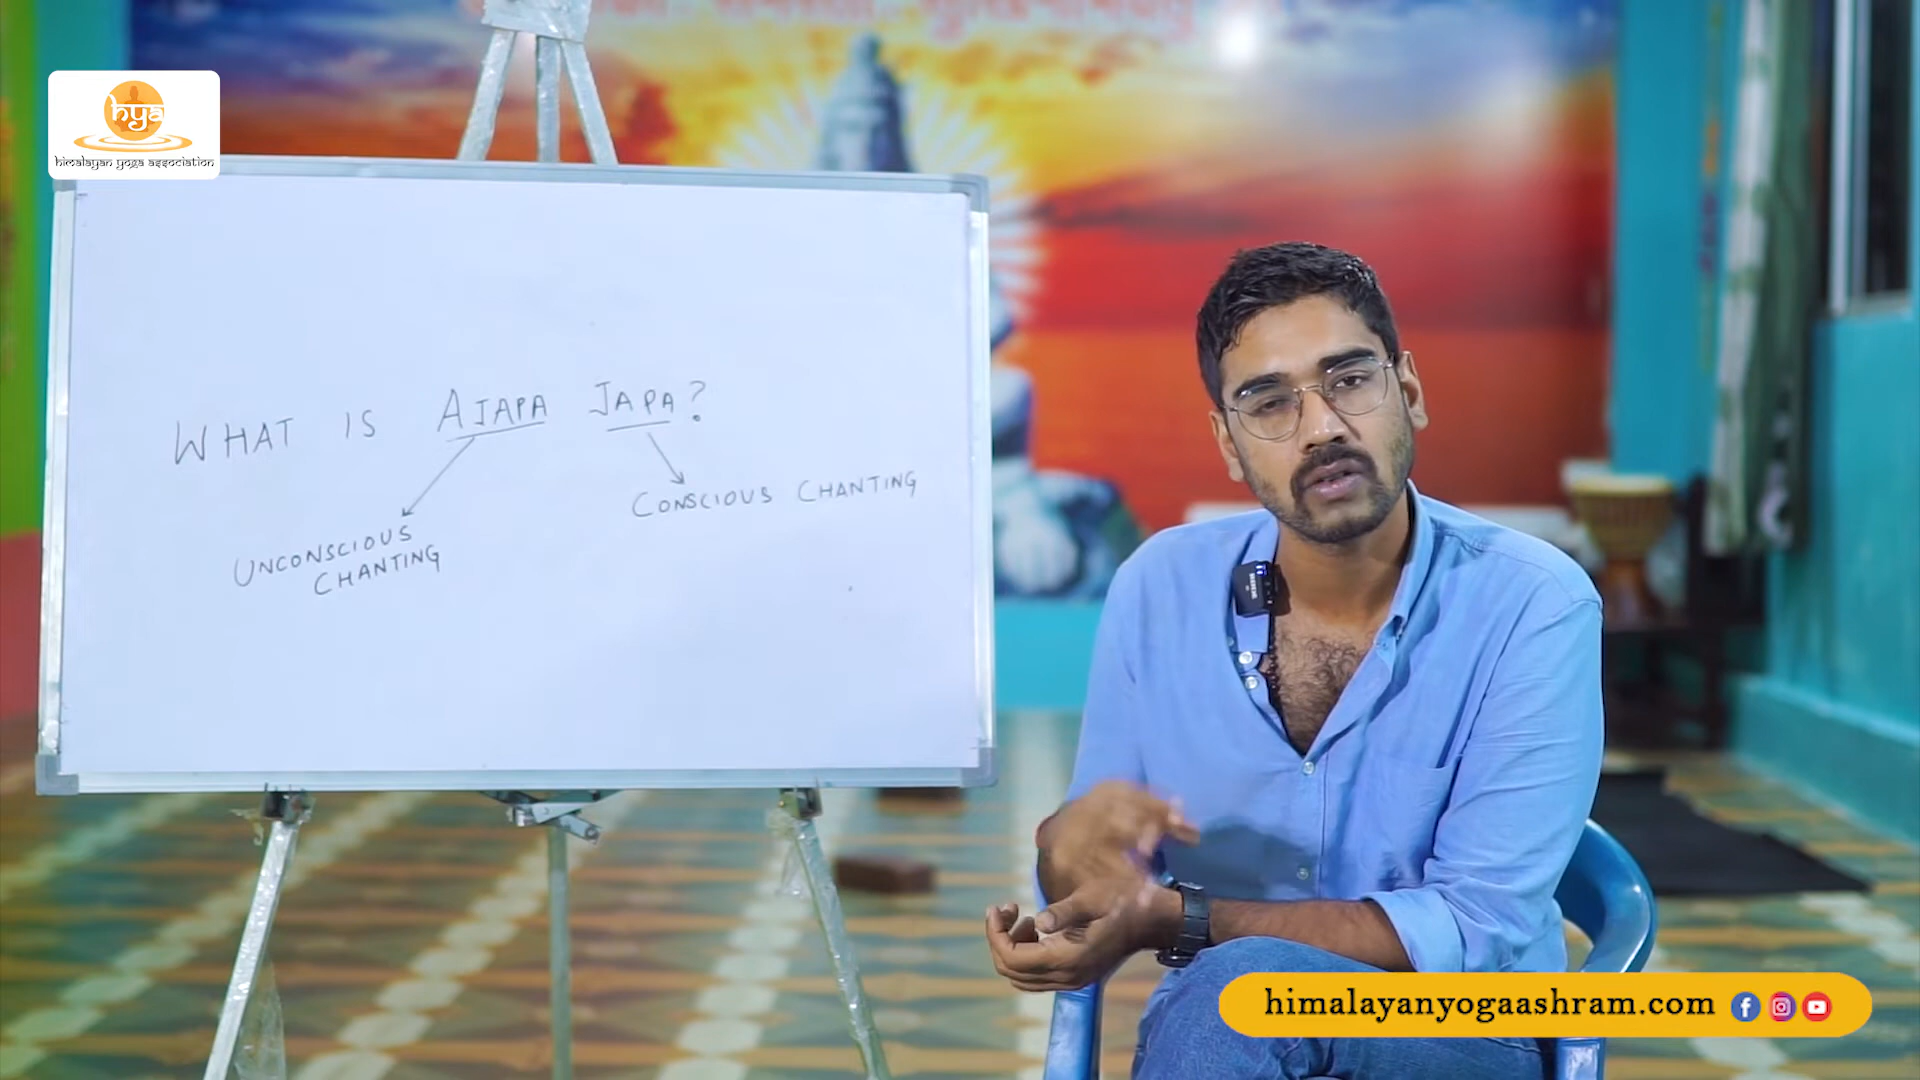 hya
himalayan yoga association
WHAT IS AJAPA JAPA?
UNCONSCIOUS
CHANTING
CONSCIOUS CHANTING
himalayanyogaashram.com